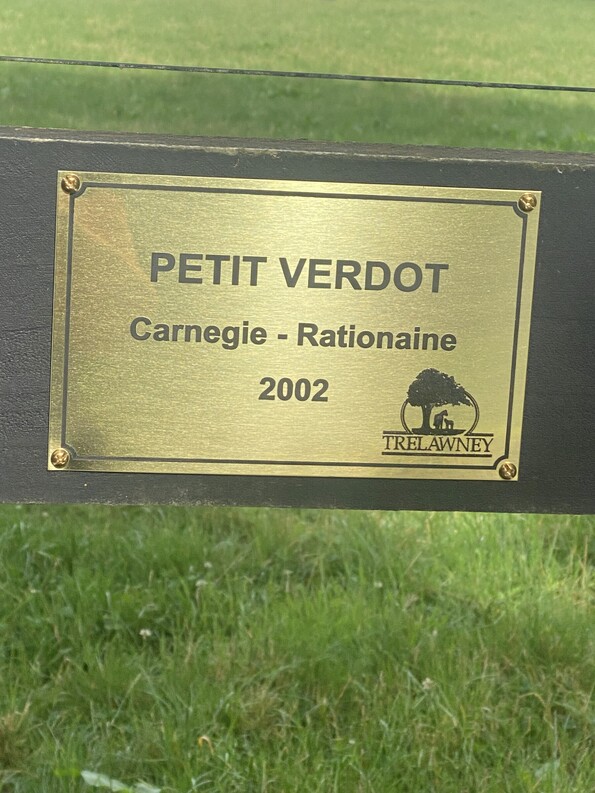 PETIT VERDOT
Carnegie - Rationaine
2002
TRELAWNEY